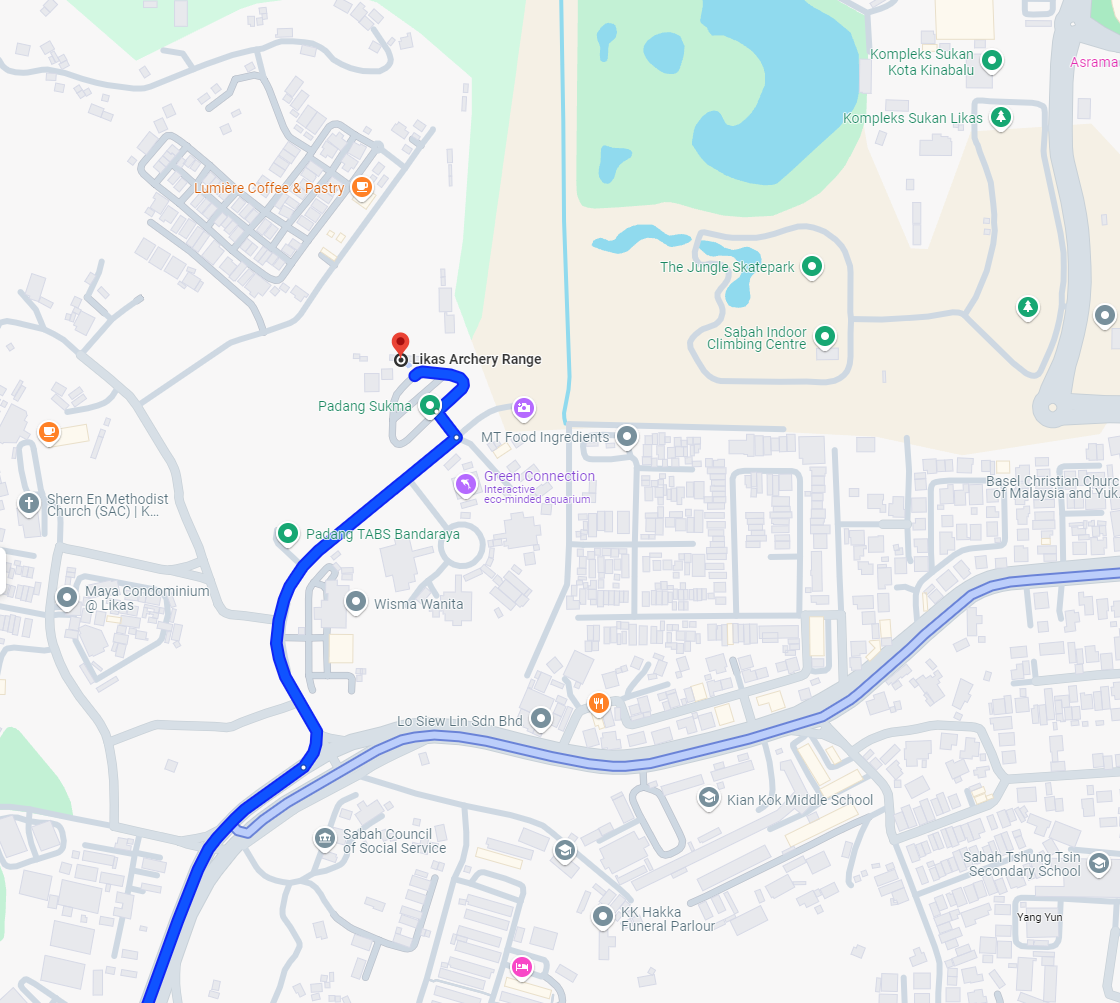 Kompleks Sukan
Kota Kinabalu
Asrama
Kompleks Sukan Likas
Lumière Coffee & Pastry
The Jungle Skatepark
Sabah Indoor
Climbing Centre
Likas Archery Range
Padang Sukma
MT Food Ingredients
Green Connection
Interactive
eco-minded aquarium
Shern En Methodist
Church (SAC) | K...
Basel Christian Churc
of Malaysia and Yuk.
Padang TABS Bandaraya
Maya Condominium
@ Likas
Wisma Wanita
Lo Siew Lin Sdn Bhd
Kian Kok Middle School
Sabah Council
of Social Service
Sabah Tshung Tsin
Secondary School
KK Hakka
Funeral Parlour
Yang Yun